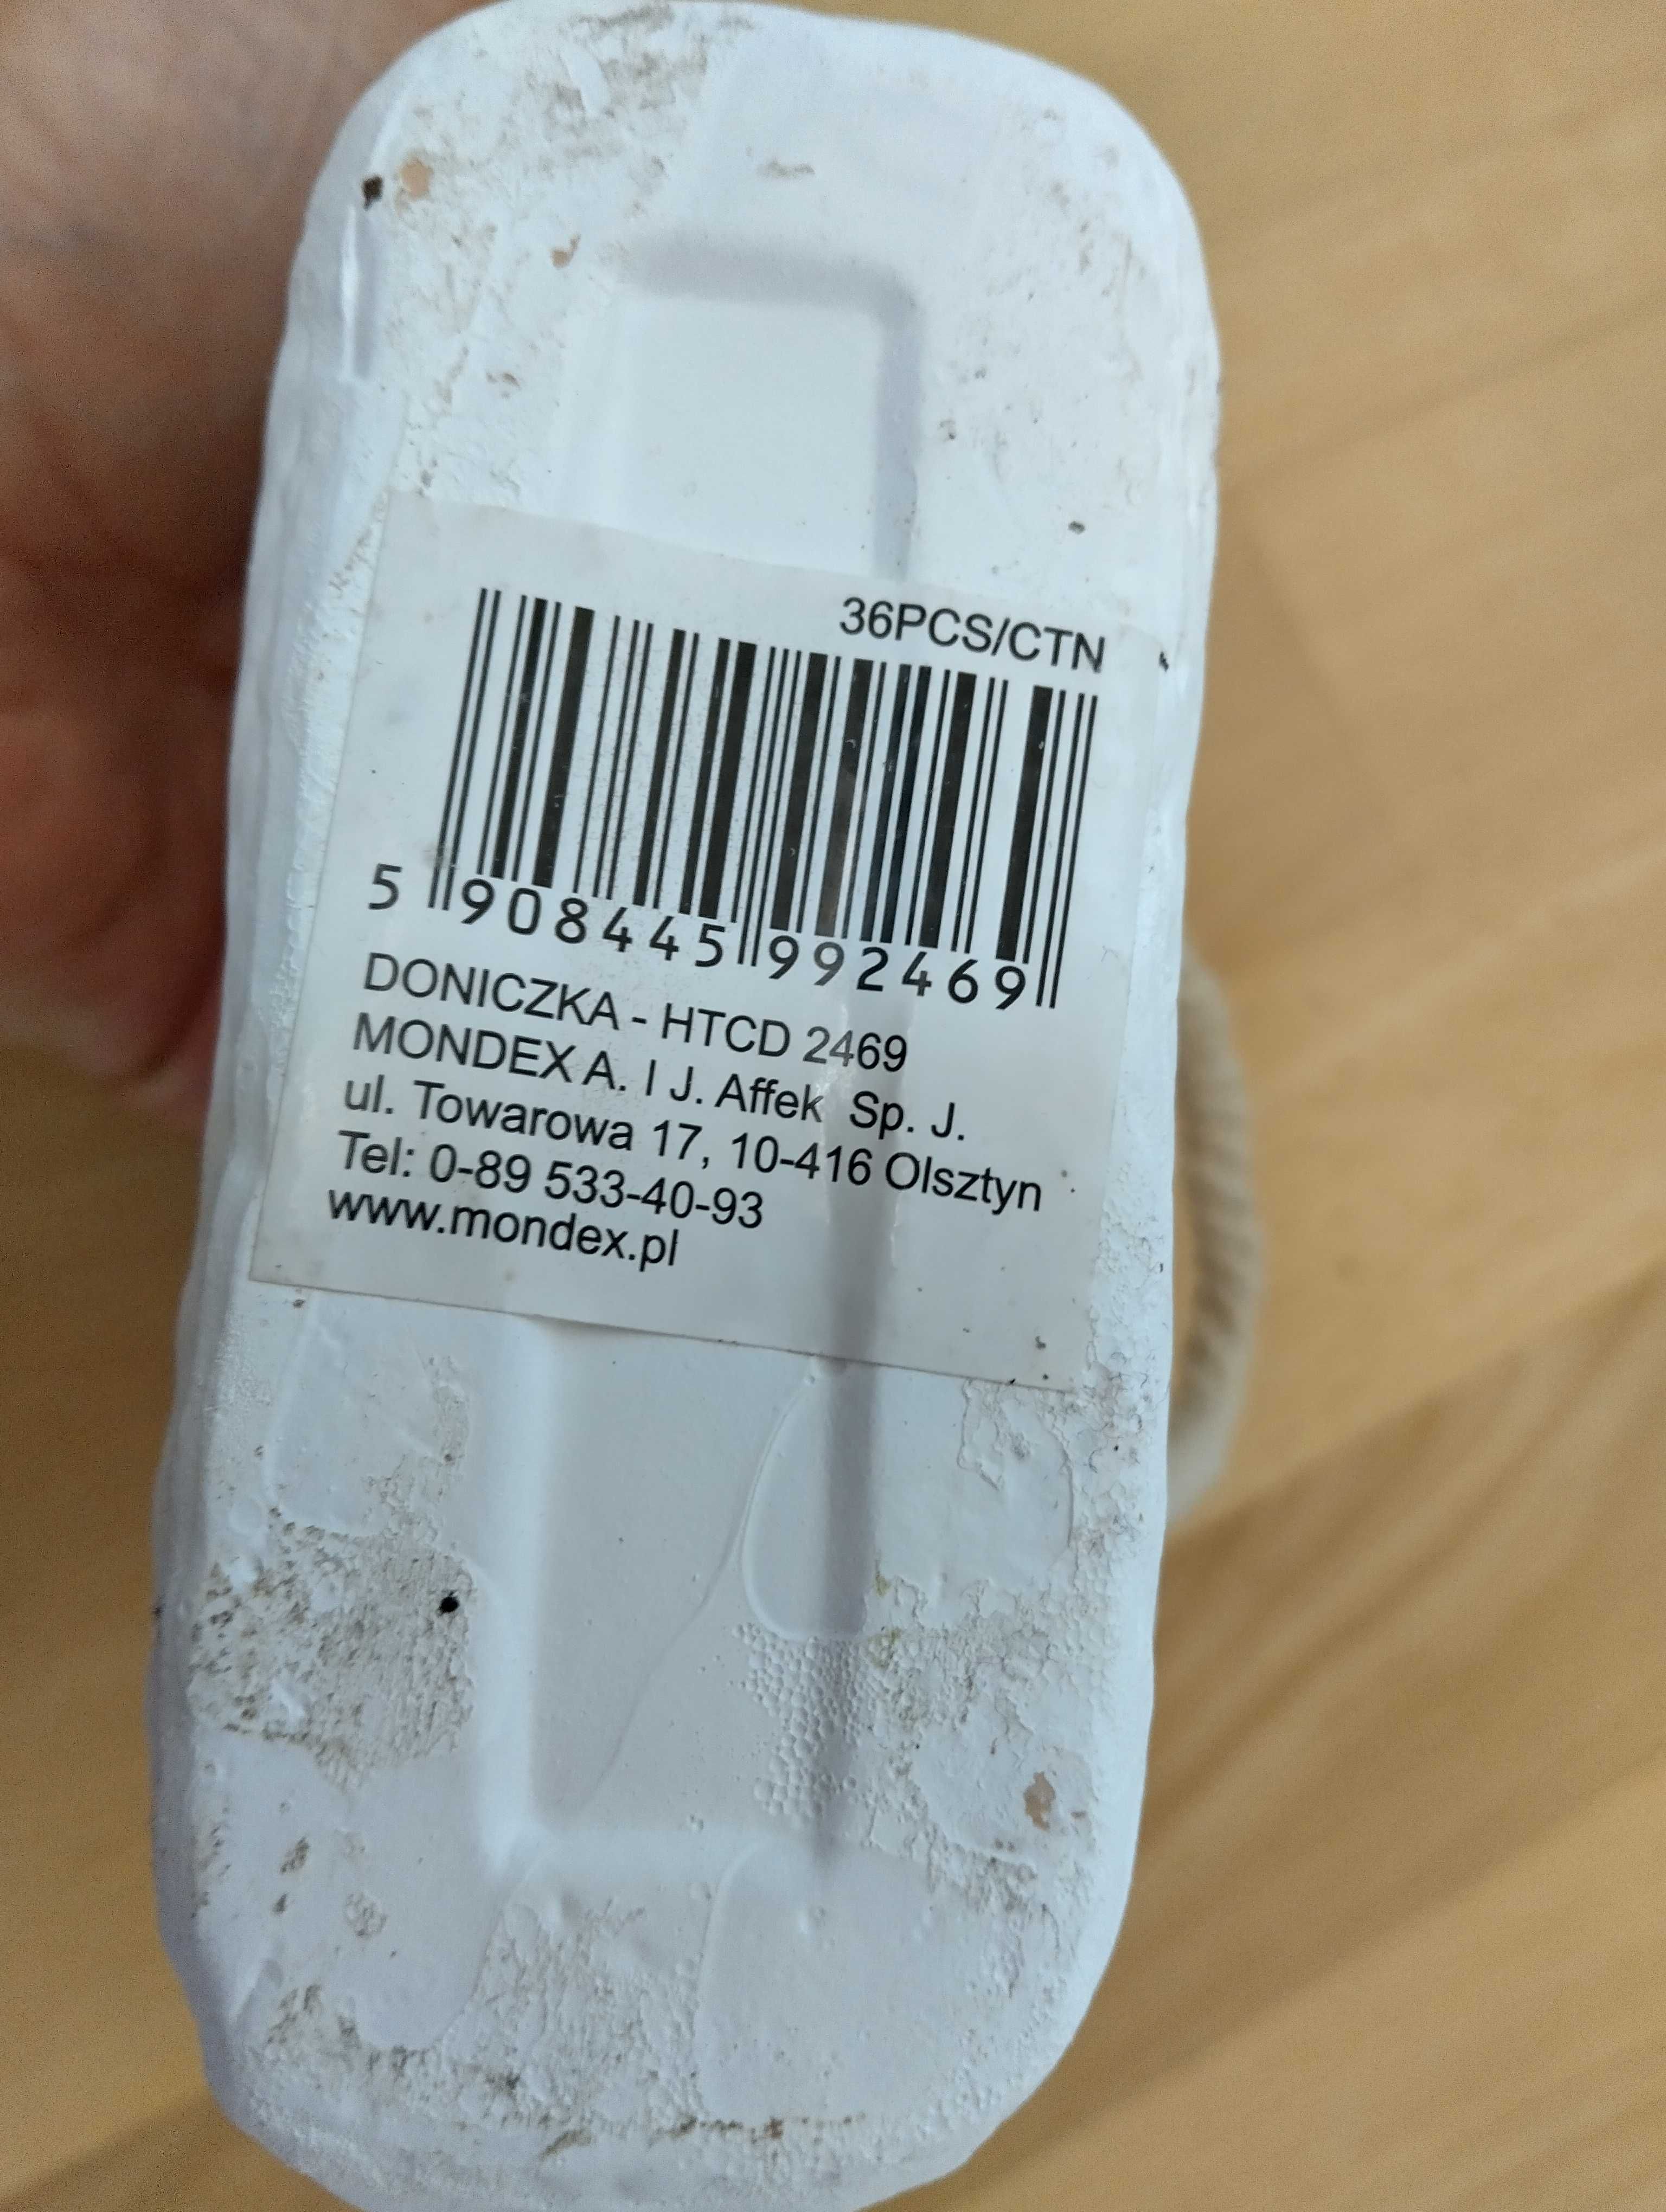 36PCS/CTN
5 908445 992469
DONICZKA - HTCD 2469
MONDEX A. I J. Affek Sp. J.
ul. Towarowa 17, 10-416 Olsztyn
Tel: 0-89 533-40-93
www.mondex.pl